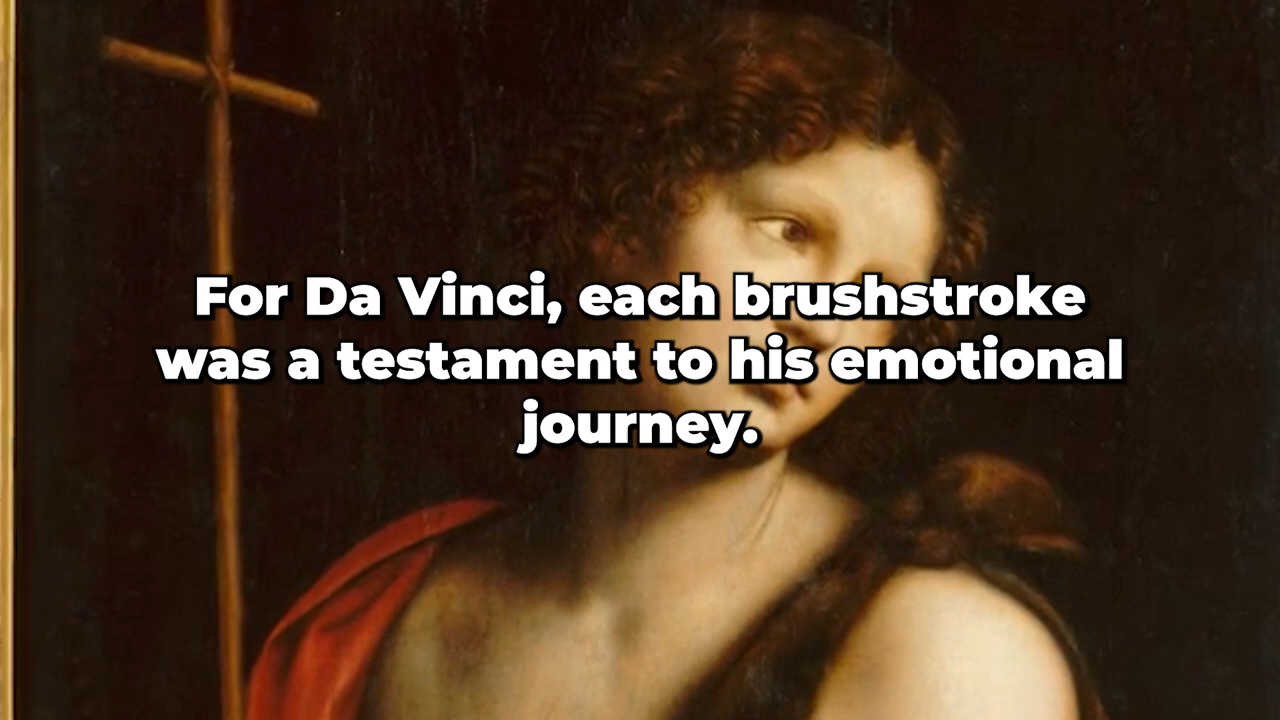 For Da Vinci, each brushstroke
was a testament to his emotional
journey.